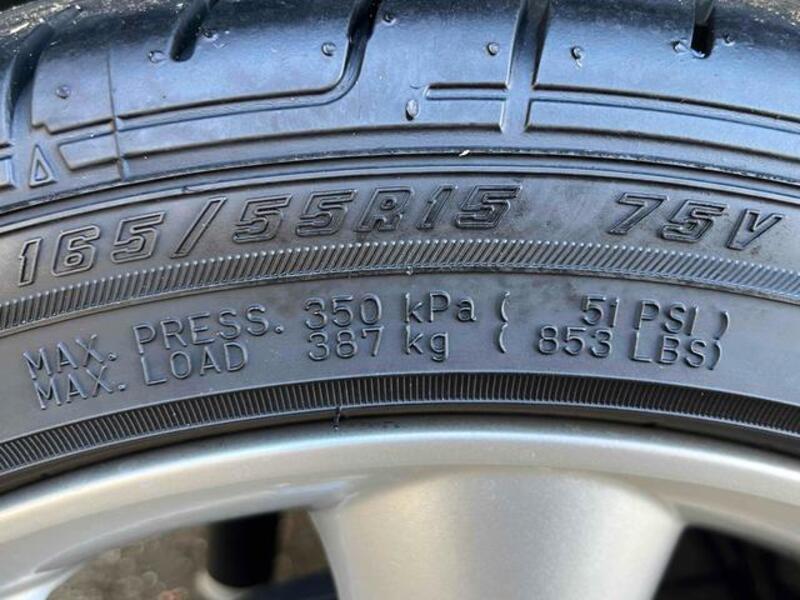 165/55R15 75V
MAX. PRESS. 350 kPa ( 51 PSI )
MAX. LOAD 387 kg ( 853 LBS)